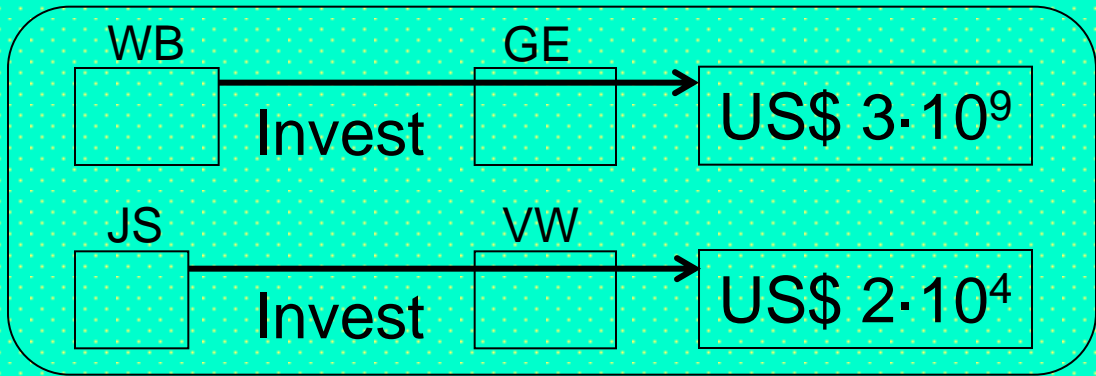 WB GE
Invest US$ 3·10⁹
JS VW
Invest US$ 2·10⁴